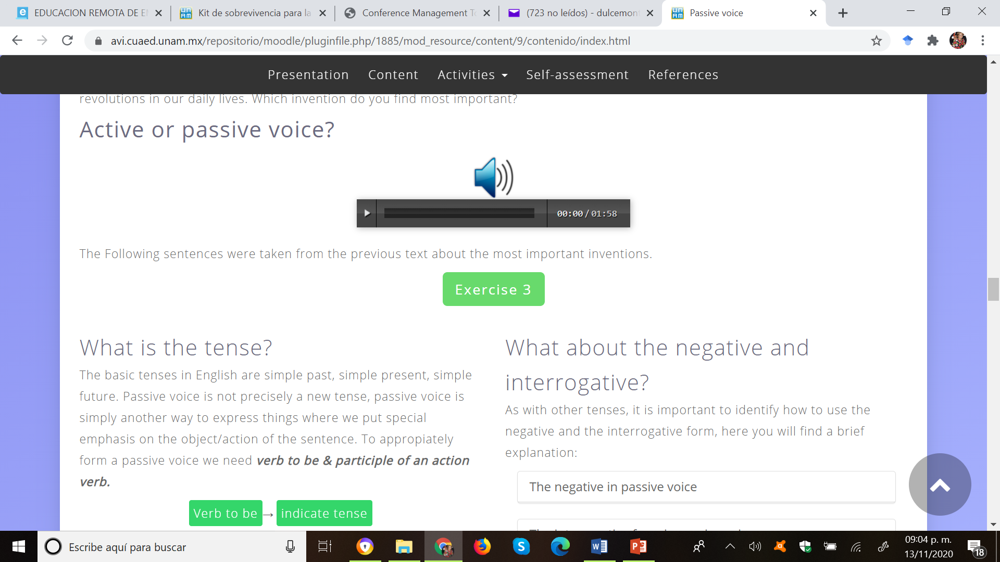 EDUCACION REMOTA DE E
Kit de sobrevivencia para la
Conference Management To
(723 no leídos) - dulcemont
Passive voice
avi.cuaed.unam.mx/repositorio/moodle/pluginfile.php/1885/mod_resource/content/9/contenido/index.html
Presentation Content Activities Self-assessment References
revolutions in our daily lives. Which invention do you find most important?
Active or passive voice?
00:00 / 01:58
The Following sentences were taken from the previous text about the most important inventions.
Exercise 3
What is the tense?
The basic tenses in English are simple past, simple present, simple
future. Passive voice is not precisely a new tense, passive voice is
simply another way to express things where we put special
emphasis on the object/action of the sentence. To appropiately
form a passive voice we need verb to be & participle of an action
verb.
Verb to be → indicate tense
What about the negative and
interrogative?
As with other tenses, it is important to identify how to use the
negative and the interrogative form, here you will find a brief
explanation:
The negative in passive voice
Escribe aquí para buscar
09:04 p. m.
13/11/2020
18